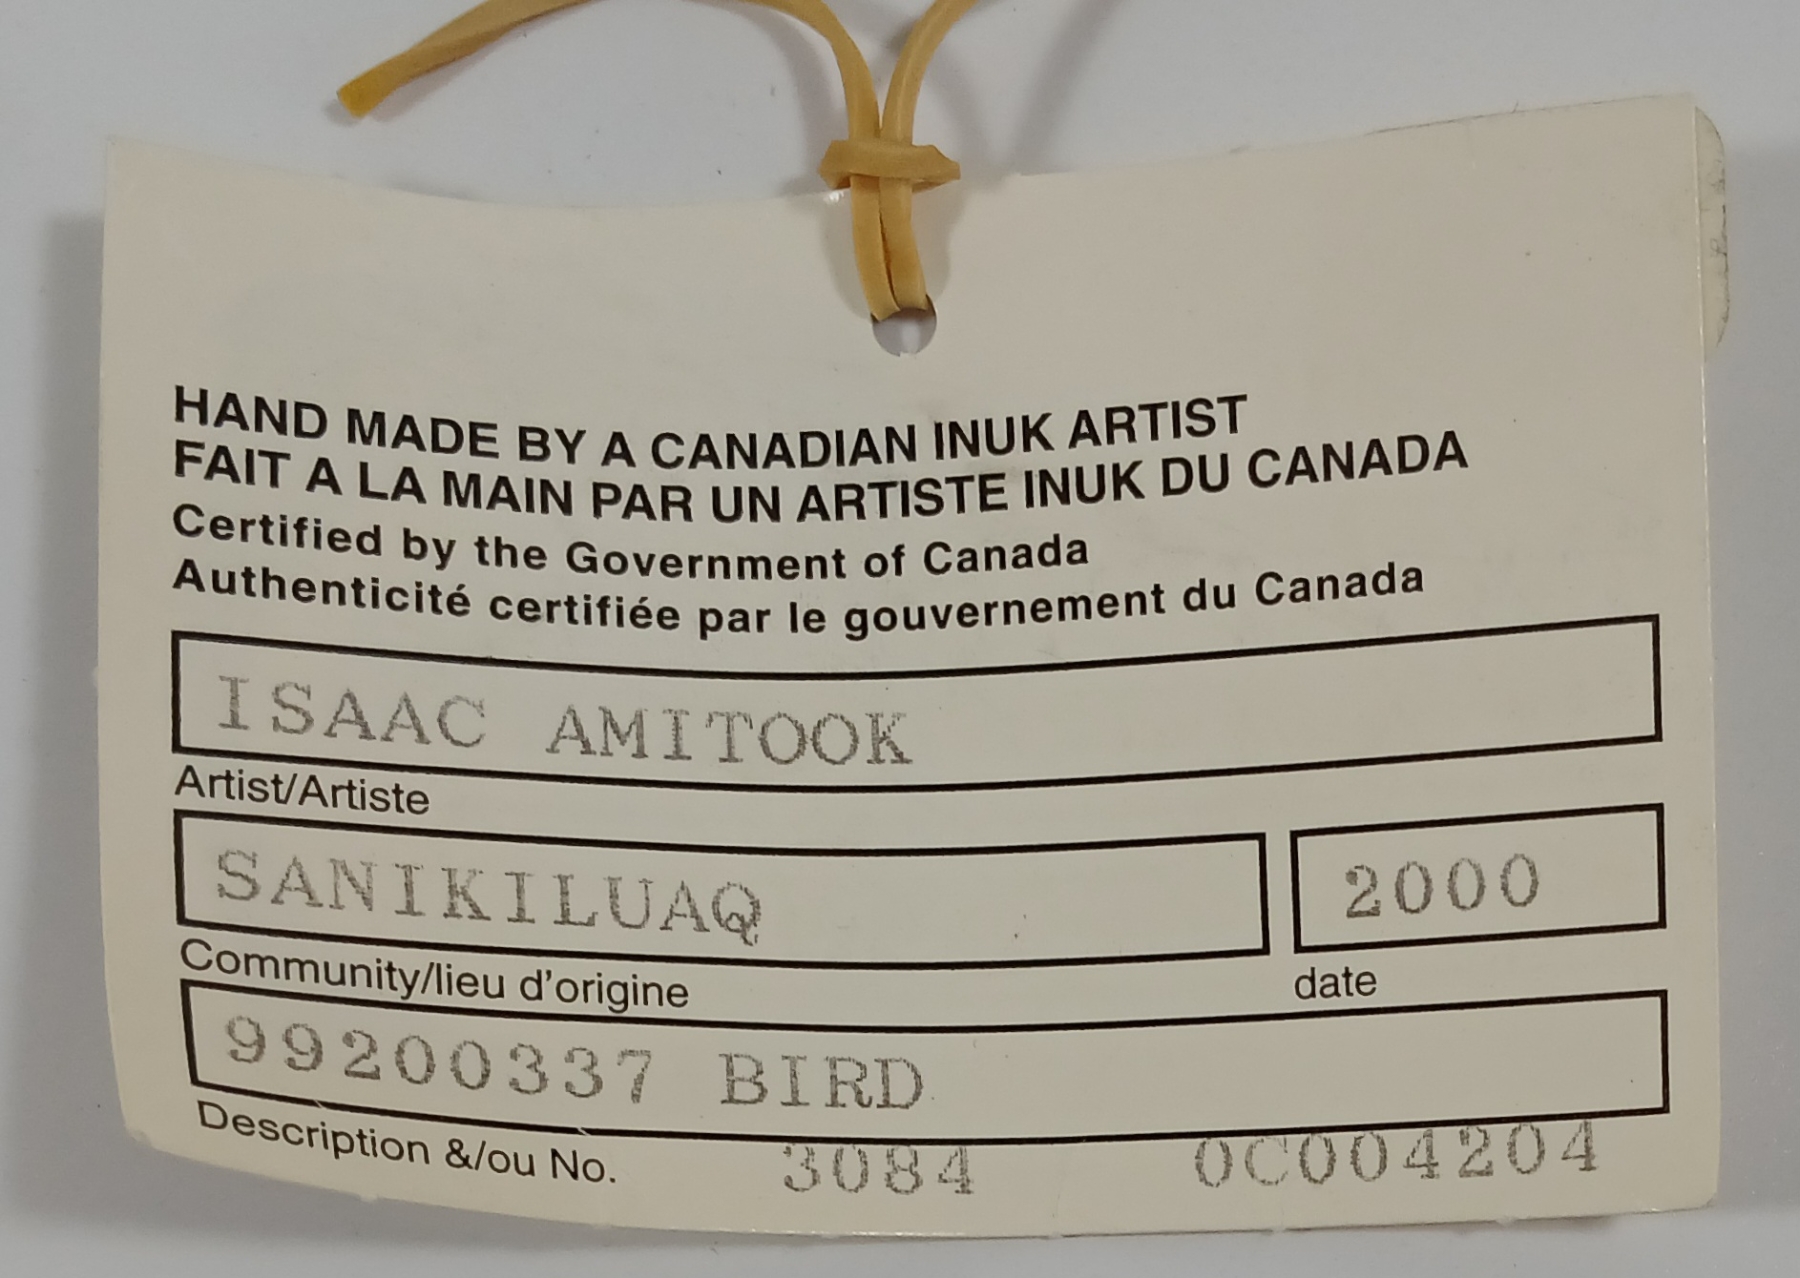 HAND MADE BY A CANADIAN INUK ARTIST
FAIT A LA MAIN PAR UN ARTISTE INUK DU CANADA
Certified by the Government of Canada
Authenticité certifiée par le gouvernement du Canada
ISAAC AMITOOK
Artist/Artiste
SANIKILUAQ 2000
Community/lieu d'origine date
99200337 BIRD
Description &/ou No. 3084 0C004204